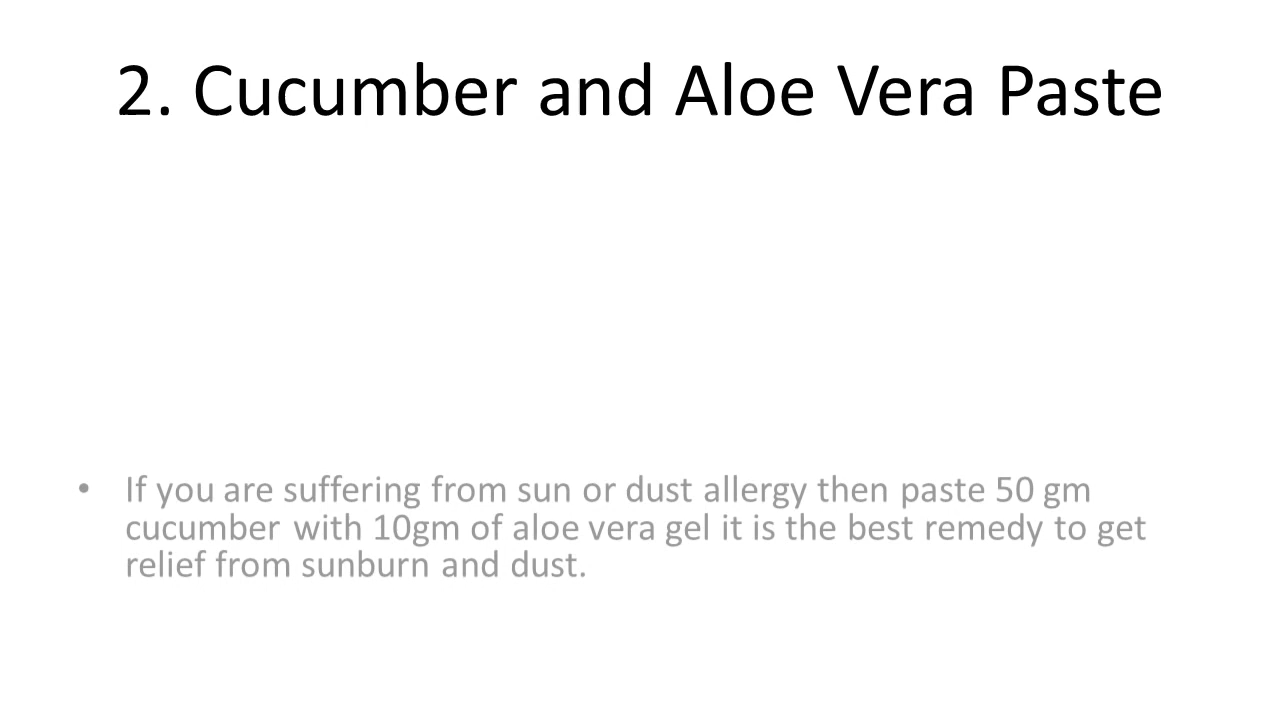 2. Cucumber and Aloe Vera Paste
• If you are suffering from sun or dust allergy then paste 50 gm
cucumber with 10gm of aloe vera gel it is the best remedy to get
relief from sunburn and dust.